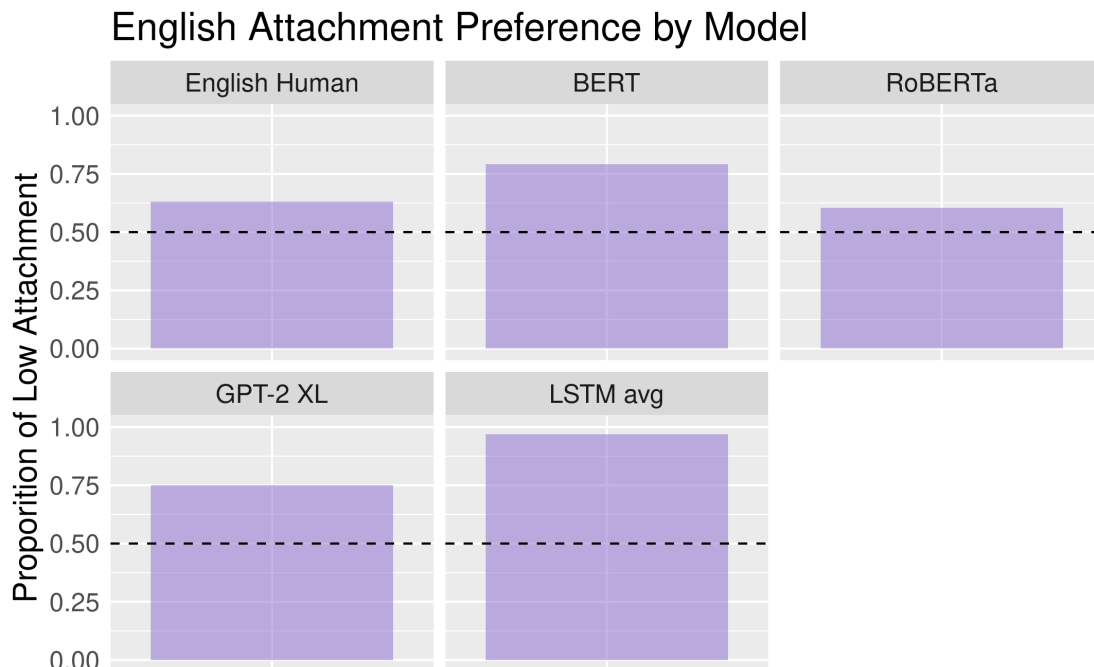 English Attachment Preference by Model
English Human
BERT
RoBERTa
Proporition of Low Attachment
1.00
0.75
0.50
0.25
0.00
GPT-2 XL
LSTM avg
1.00
0.75
0.50
0.25
0.00